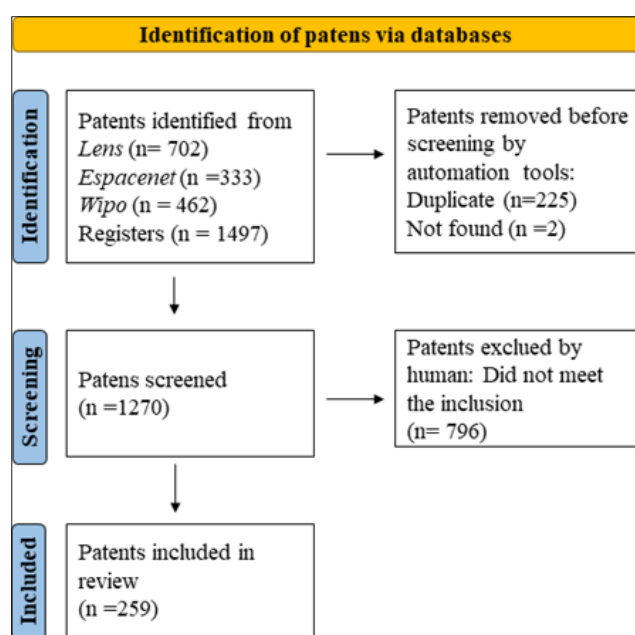 Identification of patens via databases
Identification
Patents identified from
Lens (n= 702)
Espacenet (n =333)
Wipo (n = 462)
Registers (n = 1497)
Patents removed before
screening by
automation tools:
Duplicate (n=225)
Not found (n =2)
Screening
Patens screened
(n =1270)
Patents exclued by
human: Did not meet
the inclusion
(n= 796)
Included
Patents included in
review
(n =259)